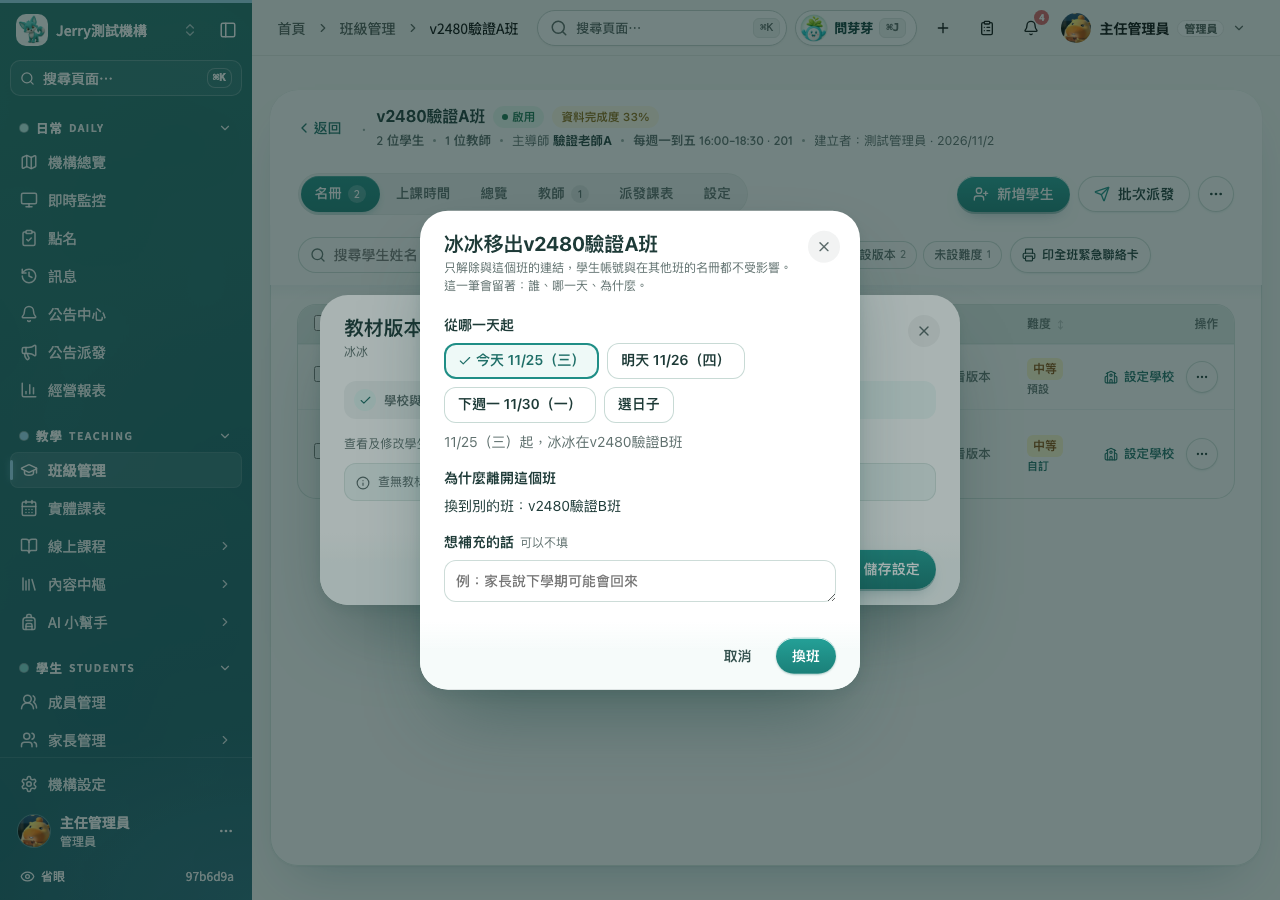 Jerry測試機構
搜尋頁面⋯
⌘K
日常 DAILY
機構總覽
即時監控
點名
訊息
公告中心
公告派發
經營報表
教學 TEACHING
班級管理
實體課表
線上課程
內容中樞
AI 小幫手
學生 STUDENTS
成員管理
家長管理
機構設定
主任管理員
管理員
省眼
97b6d9a
首頁
班級管理
v2480驗證A班
搜尋頁面⋯
⌘K
問芽芽
⌘J
4
主任管理員
管理員
返回
v2480驗證A班
啟用
資料完成度 33%
2 位學生 • 1 位教師 • 主導師 驗證老師A • 每週一到五 16:00–18:30 · 201 • 建立者：測試管理員 · 2026/11/2
名冊 2
上課時間
總覽
教師 1
派發課表
設定
新增學生
批次派發
搜尋學生姓名
設版本 2
未設難度 1
印全班緊急聯絡卡
難度
操作
中等
預設
設定學校
中等
自訂
設定學校
教材版本
冰冰
學校與
查看及修改學
查無教材
儲存設定
冰冰移出v2480驗證A班
只解除與這個班的連結，學生帳號與在其他班的名冊都不受影響。
這一筆會留著：誰、哪一天、為什麼。
從哪一天起
今天 11/25（三）
明天 11/26（四）
下週一 11/30（一）
選日子
11/25（三）起，冰冰在v2480驗證B班
為什麼離開這個班
換到別的班：v2480驗證B班
想補充的話 可以不填
例：家長說下學期可能會回來
取消
換班